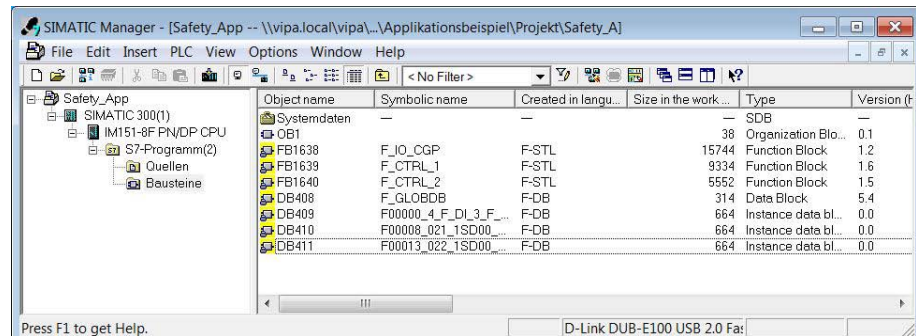 SIMATIC Manager - [Safety_App -- \\vipa.local\vipa\...\Applikationsbeispiel\Projekt\Safety_A]
File Edit Insert PLC View Options Window Help
< No Filter >
Safety_App
SIMATIC 300(1)
IM151-8F PN/DP CPU
S7-Programm(2)
Quellen
Bausteine
Object name Symbolic name Created in langu... Size in the work ... Type Version (H
Systemdaten — — — SDB —
OB1 38 Organization Blo... 0.1
FB1638 F_IO_CGP F-STL 15744 Function Block 1.2
FB1639 F_CTRL_1 F-STL 9334 Function Block 1.6
FB1640 F_CTRL_2 F-STL 5552 Function Block 1.5
DB408 F_GLOBDB F-DB 314 Data Block 5.4
DB409 F00000_4_F_DI_3_F_... F-DB 664 Instance data bl... 0.0
DB410 F00008_021_1SD00_... F-DB 664 Instance data bl... 0.0
DB411 F00013_022_1SD00_... F-DB 664 Instance data bl... 0.0
Press F1 to get Help. D-Link DUB-E100 USB 2.0 Fas